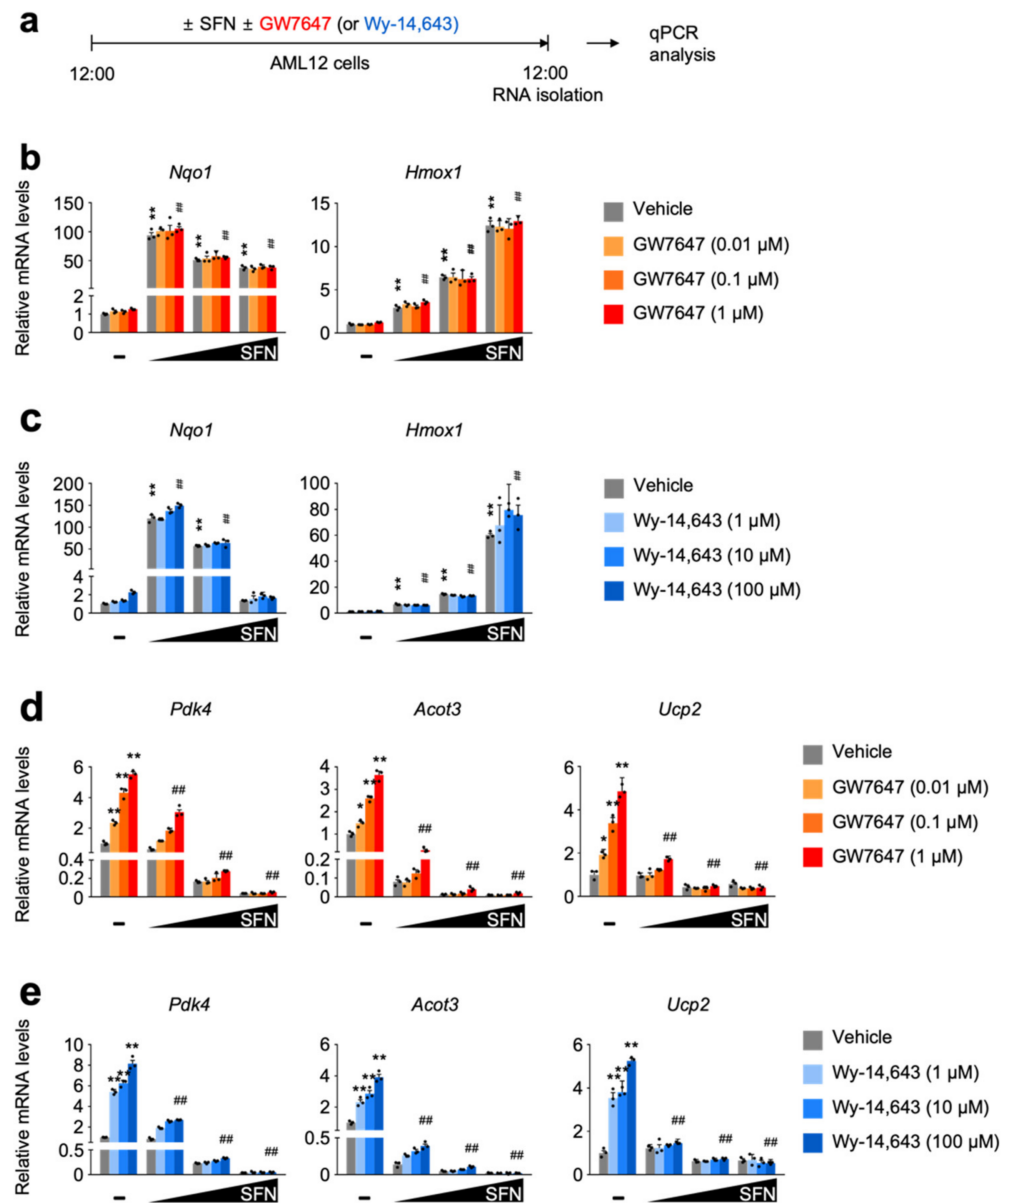 a
± SFN ± GW7647 (or Wy-14,643)
12:00
AML12 cells
12:00
RNA isolation
qPCR
analysis
b
Nqo1
Hmox1
Relative mRNA levels
150
100
50
2
1
0
** ## ** ## ** ##
– SFN
15
10
5
0
** ## ** ## ** ##
– SFN
Vehicle
GW7647 (0.01 µM)
GW7647 (0.1 µM)
GW7647 (1 µM)
c
Nqo1
Hmox1
Relative mRNA levels
200
150
100
50
4
2
0
** ## ** ##
– SFN
100
80
60
40
20
0
** ## ** ## ** ##
– SFN
Vehicle
Wy-14,643 (1 µM)
Wy-14,643 (10 µM)
Wy-14,643 (100 µM)
d
Pdk4
Acot3
Ucp2
Relative mRNA levels
6
4
2
0.4
0.2
0
** ** ** ## ## ##
– SFN
4
3
2
1
0.2
0.1
0
* ** ** ## ## ##
– SFN
6
4
2
0
* ** ** ## ## ##
– SFN
Vehicle
GW7647 (0.01 µM)
GW7647 (0.1 µM)
GW7647 (1 µM)
e
Pdk4
Acot3
Ucp2
Relative mRNA levels
10
8
6
4
2
0.5
0
** ** ** ## ## ##
– SFN
6
4
2
0.5
0
** ** ** ## ## ##
– SFN
6
4
2
0
** ** ** ## ## ##
– SFN
Vehicle
Wy-14,643 (1 µM)
Wy-14,643 (10 µM)
Wy-14,643 (100 µM)